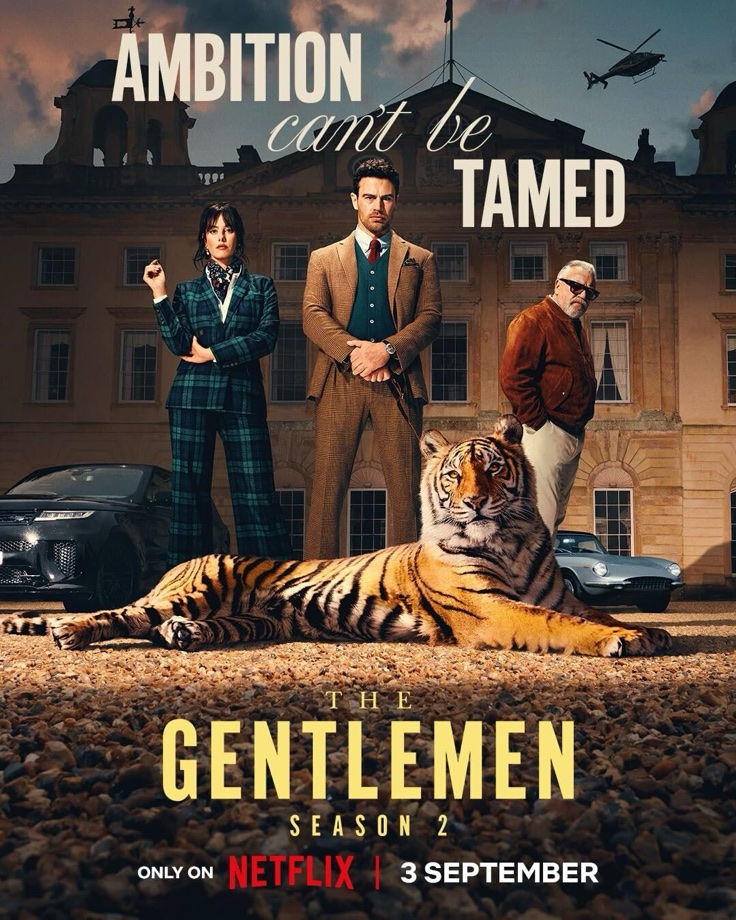 AMBITION
can't be
TAMED
THE
GENTLEMEN
SEASON 2
ONLY ON NETFLIX | 3 SEPTEMBER